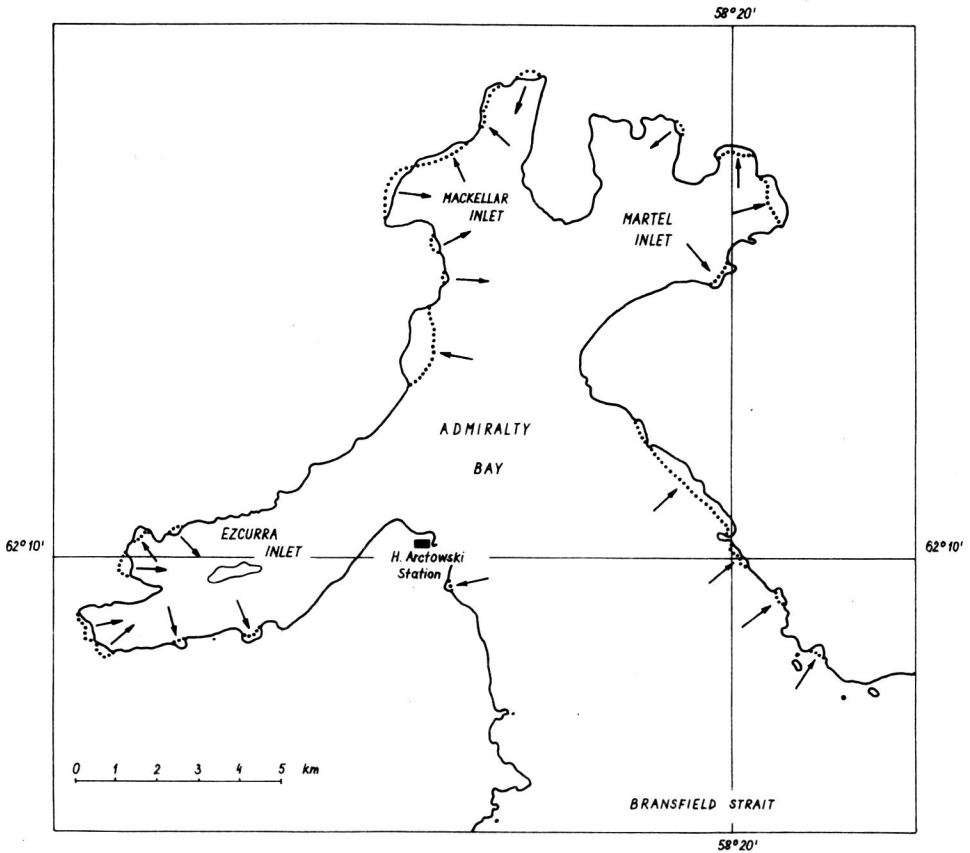 58°20'
MACKELLAR
INLET
MARTEL
INLET
ADMIRALTY
BAY
EZCURRA
INLET
62°10'
62°10'
H. Arctowski
Station
0 1 2 3 4 5 km
BRANSFIELD STRAIT
58°20'